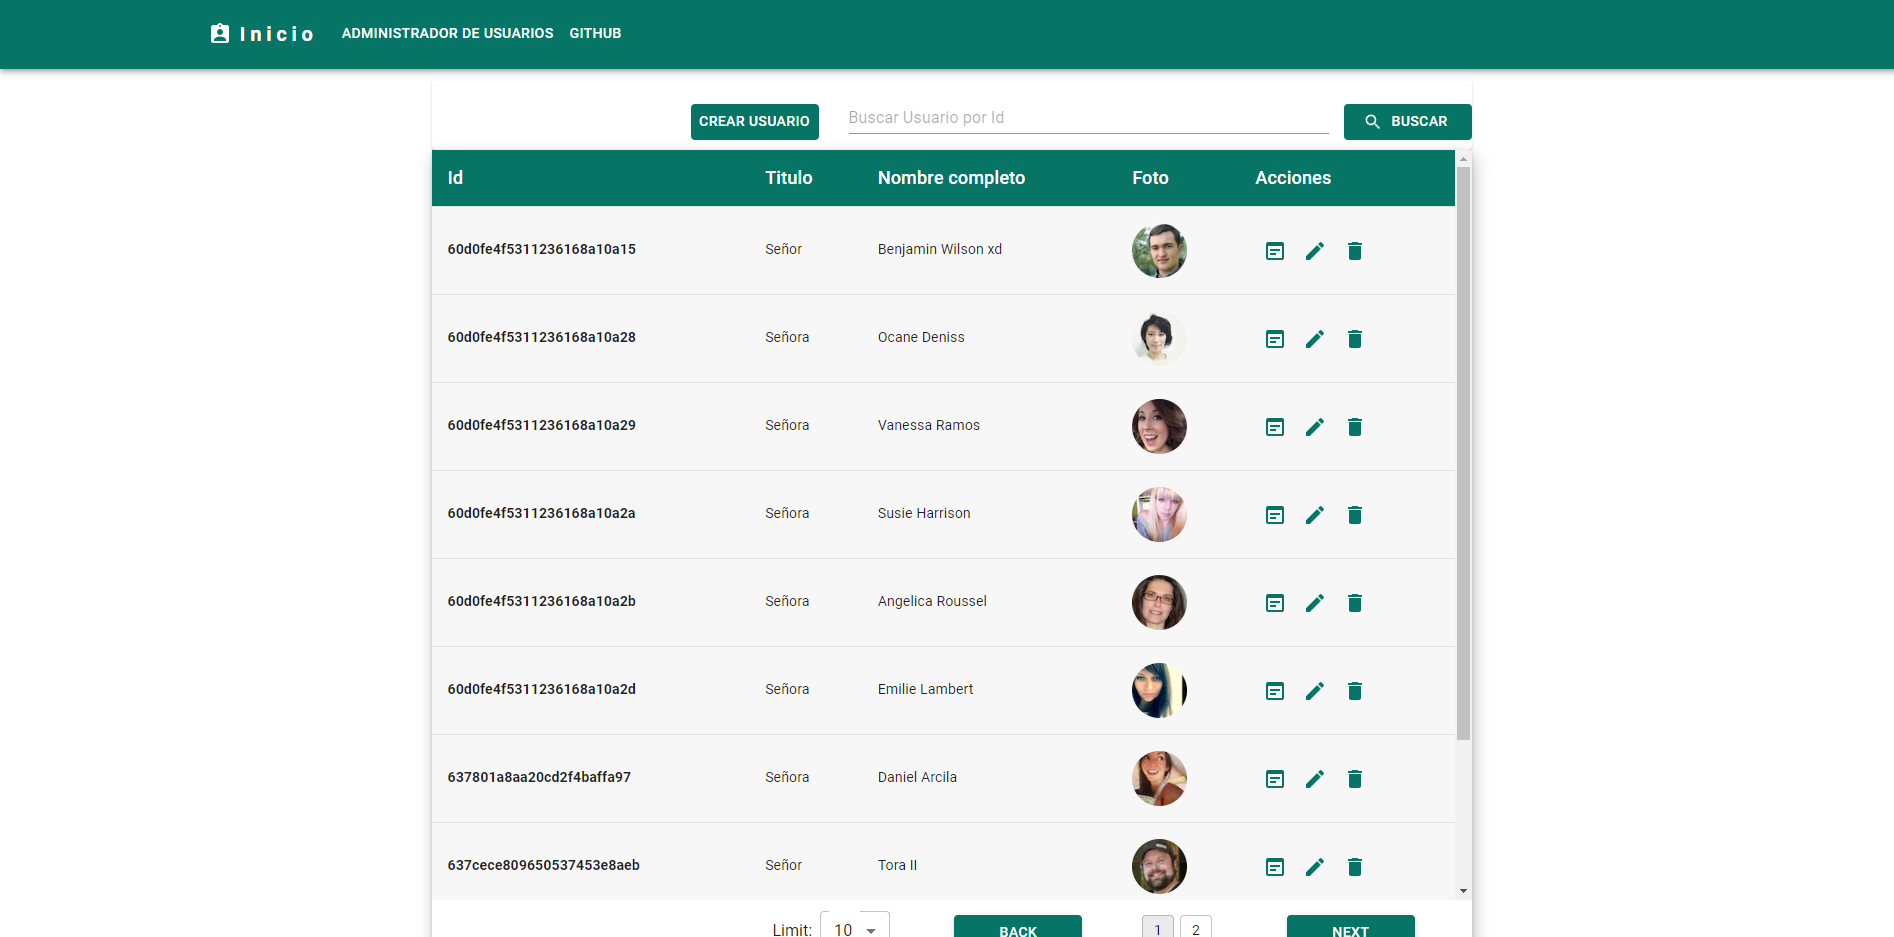 Inicio ADMINISTRADOR DE USUARIOS GITHUB
CREAR USUARIO Buscar Usuario por Id BUSCAR
Id Titulo Nombre completo Foto Acciones
60d0fe4f5311236168a10a15 Señor Benjamin Wilson xd
60d0fe4f5311236168a10a28 Señora Ocane Deniss
60d0fe4f5311236168a10a29 Señora Vanessa Ramos
60d0fe4f5311236168a10a2a Señora Susie Harrison
60d0fe4f5311236168a10a2b Señora Angelica Roussel
60d0fe4f5311236168a10a2d Señora Emilie Lambert
637801a8aa20cd2f4baffa97 Señora Daniel Arcila
637cece809650537453e8aeb Señor Tora II
Limit: 10 BACK 1 2 NEXT